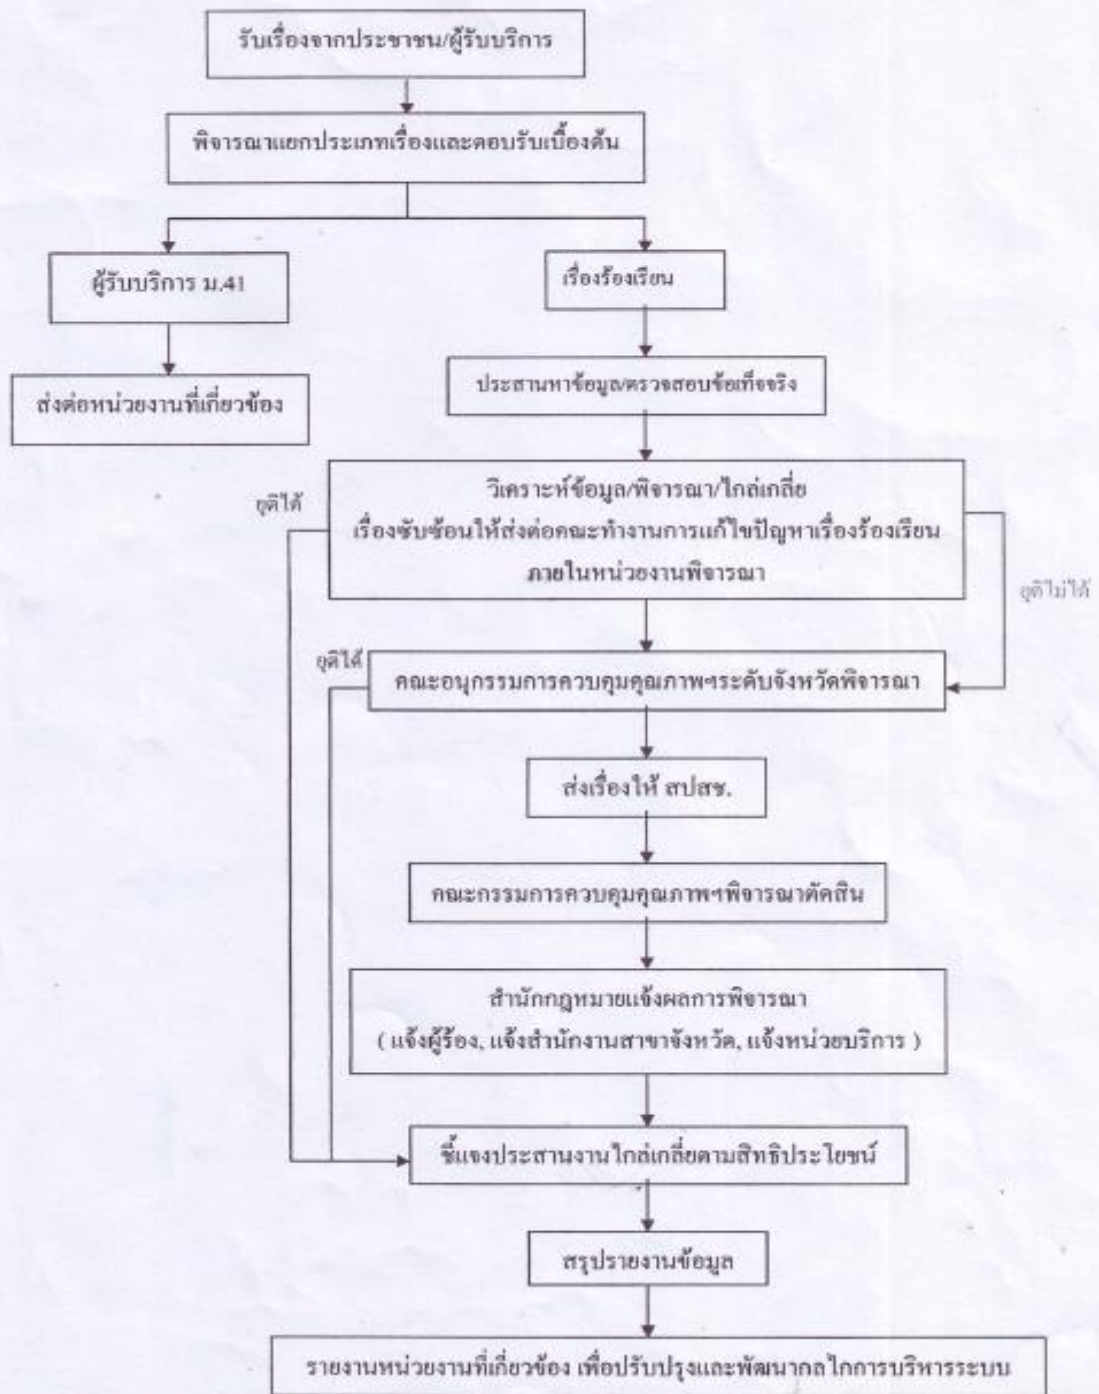 รับเรื่องจากประชาชน/ผู้รับบริการ
พิจารณาแยกประเภทเรื่องและตอบรับเบื้องต้น
ผู้รับบริการ ม.41
เรื่องร้องเรียน
ส่งต่อหน่วยงานที่เกี่ยวข้อง
ประสานหาข้อมูล/ตรวจสอบข้อเท็จจริง
ยุติได้
วิเคราะห์ข้อมูล/พิจารณา/ไกล่เกลี่ย
เรื่องซับซ้อนให้ส่งต่อคณะทำงานการแก้ไขปัญหาเรื่องร้องเรียน
ภายในหน่วยงานพิจารณา
ยุติไม่ได้
ยุติได้
คณะอนุกรรมการควบคุมคุณภาพฯระดับจังหวัดพิจารณา
ส่งเรื่องให้ สปสช.
คณะกรรมการควบคุมคุณภาพฯพิจารณาตัดสิน
สำนักกฎหมายแจ้งผลการพิจารณา
( แจ้งผู้ร้อง, แจ้งสำนักงานสาขาจังหวัด, แจ้งหน่วยบริการ )
ชี้แจงประสานงานไกล่เกลี่ยตามสิทธิประโยชน์
สรุปรายงานข้อมูล
รายงานหน่วยงานที่เกี่ยวข้อง เพื่อปรับปรุงและพัฒนากลไกการบริหารระบบ